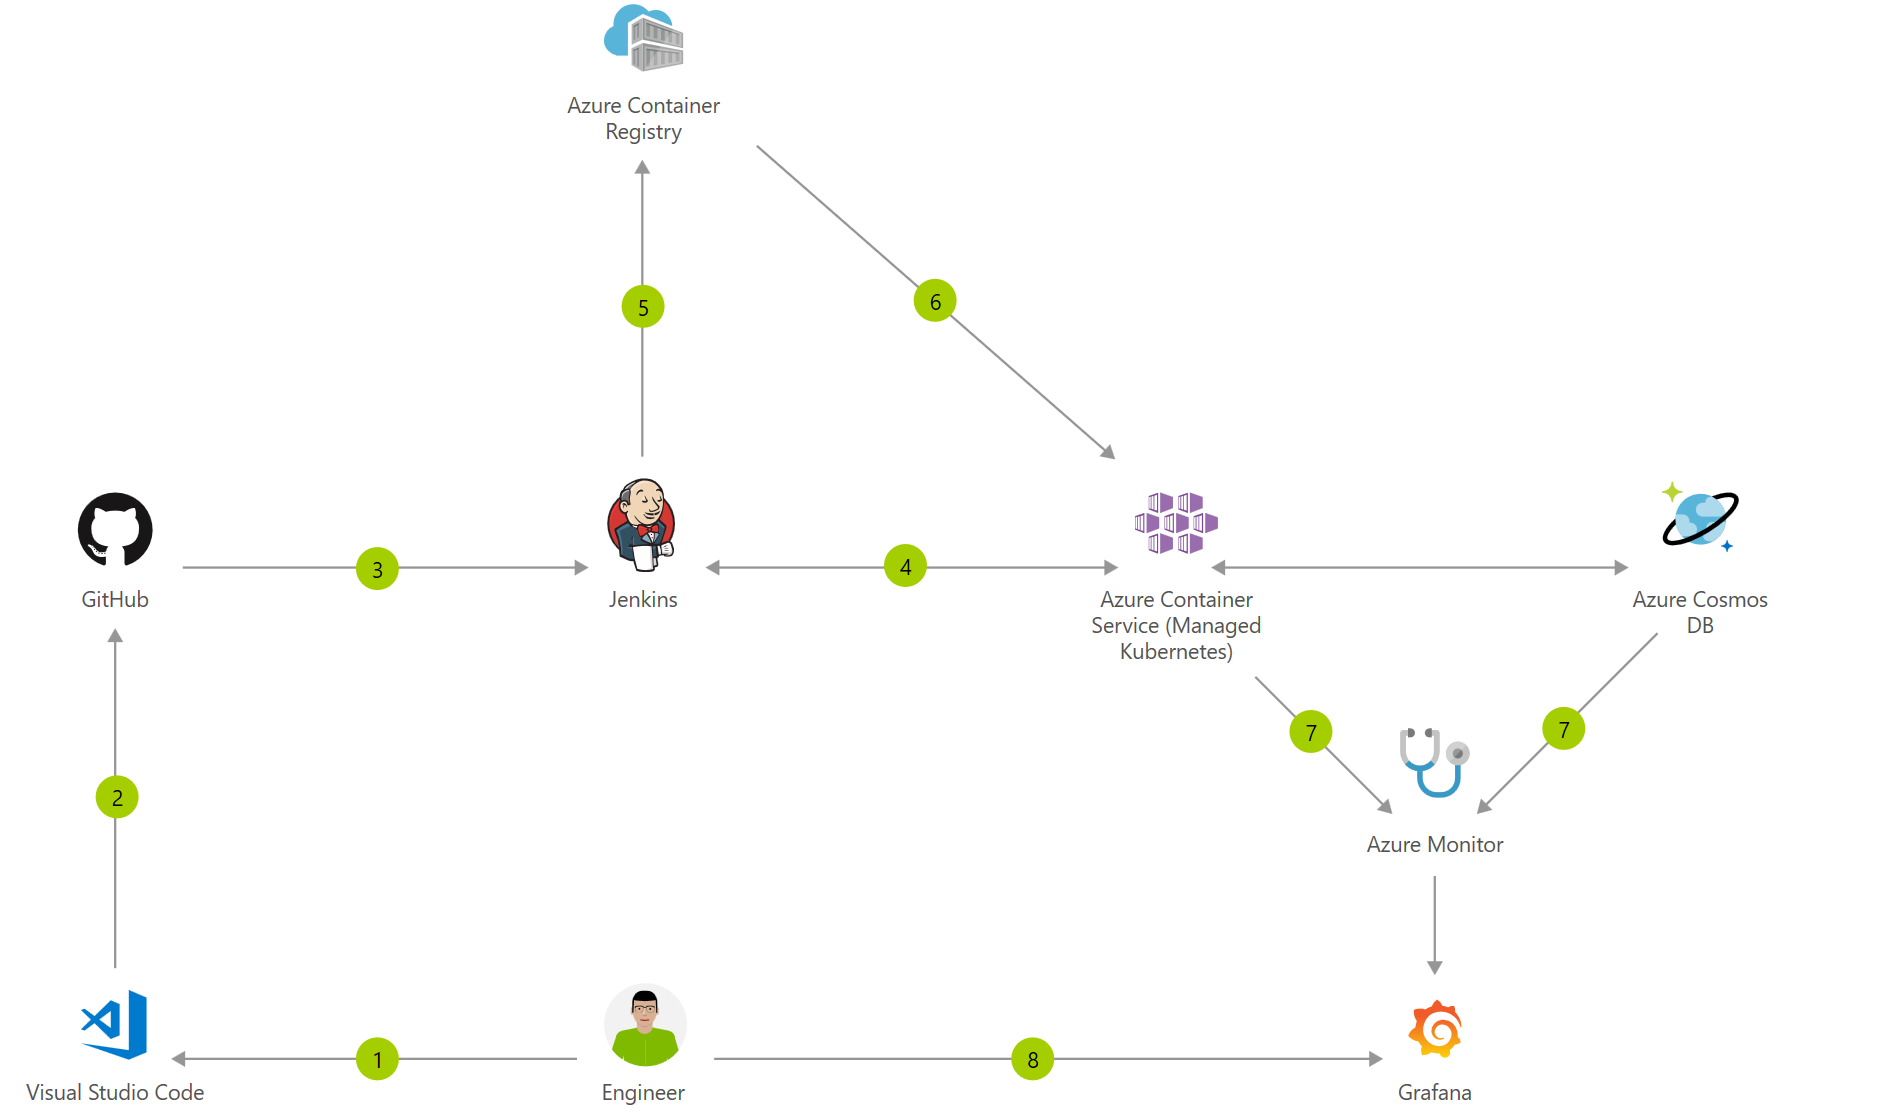 Azure Container
Registry
6
5
GitHub
3
Jenkins
4
Azure Container
Service (Managed
Kubernetes)
Azure Cosmos
DB
7
7
2
Azure Monitor
Visual Studio Code
1
Engineer
8
Grafana